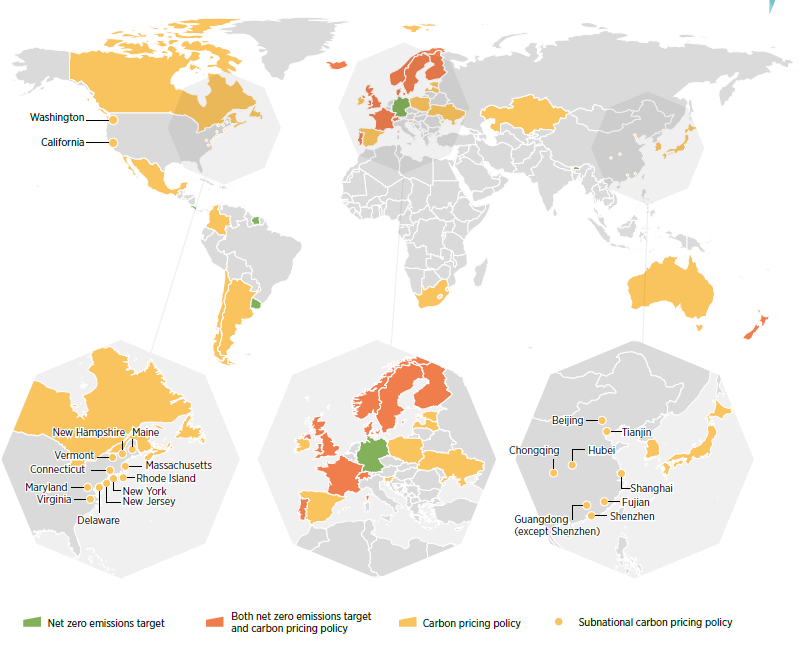 Washington
California
New Hampshire
Maine
Vermont
Massachusetts
Connecticut
Rhode Island
Maryland
New York
Virginia
New Jersey
Delaware
Beijing
Tianjin
Chongqing
Hubei
Shanghai
Fujian
Guangdong
(except Shenzhen)
Shenzhen
Net zero emissions target
Both net zero emissions target
and carbon pricing policy
Carbon pricing policy
Subnational carbon pricing policy